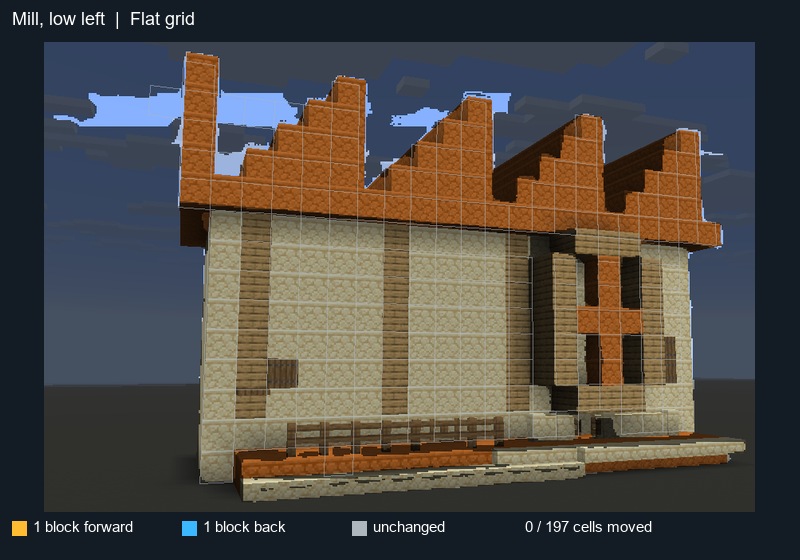 Mill, low left | Flat grid
1 block forward
1 block back
unchanged
0 / 197 cells moved